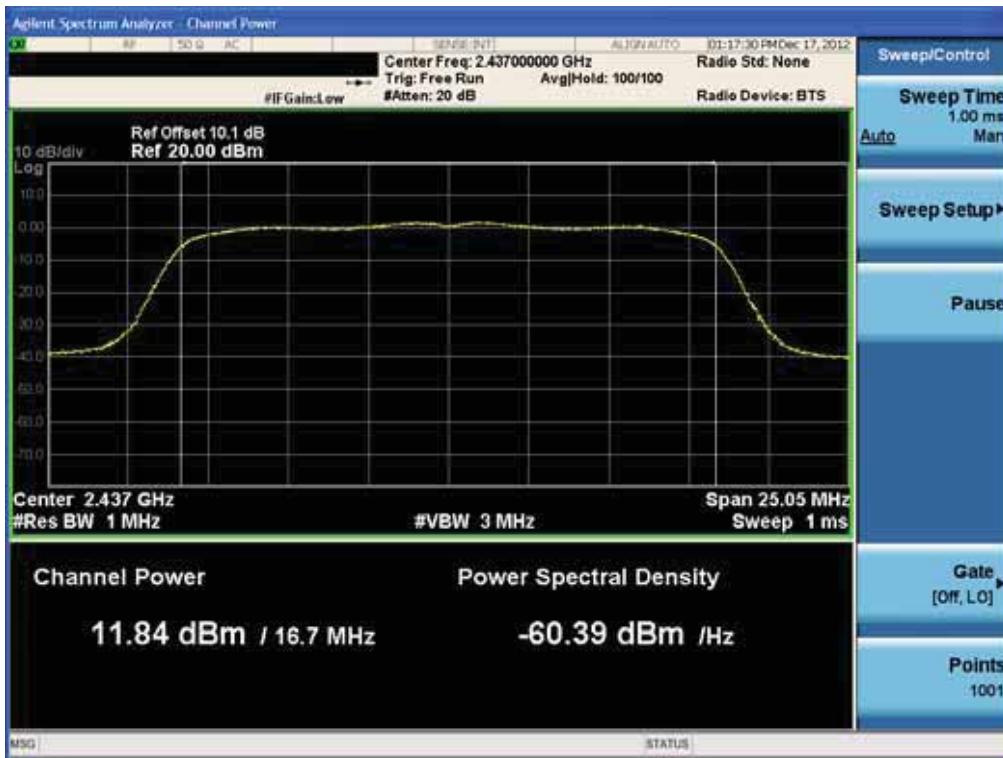 Agilent Spectrum Analyzer - Channel Power
RF 50 Ω AC SENSE:INT ALIGN AUTO 01:17:30 PM Dec 17, 2012
Center Freq: 2.437000000 GHz Radio Std: None
Trig: Free Run Avg|Hold: 100/100
#IFGain:Low #Atten: 20 dB Radio Device: BTS
Ref Offset 10.1 dB
10 dB/div Ref 20.00 dBm
Log
10.0
0.00
-10.0
-20.0
-30.0
-40.0
-50.0
-60.0
-70.0
Center 2.437 GHz Span 25.05 MHz
#Res BW 1 MHz #VBW 3 MHz Sweep 1 ms
Channel Power Power Spectral Density
11.84 dBm / 16.7 MHz -60.39 dBm /Hz
MSG STATUS
Sweep/Control
Sweep Time
1.00 ms
Auto Man
Sweep Setup
Pause
Gate
[Off, LO]
Points
1001